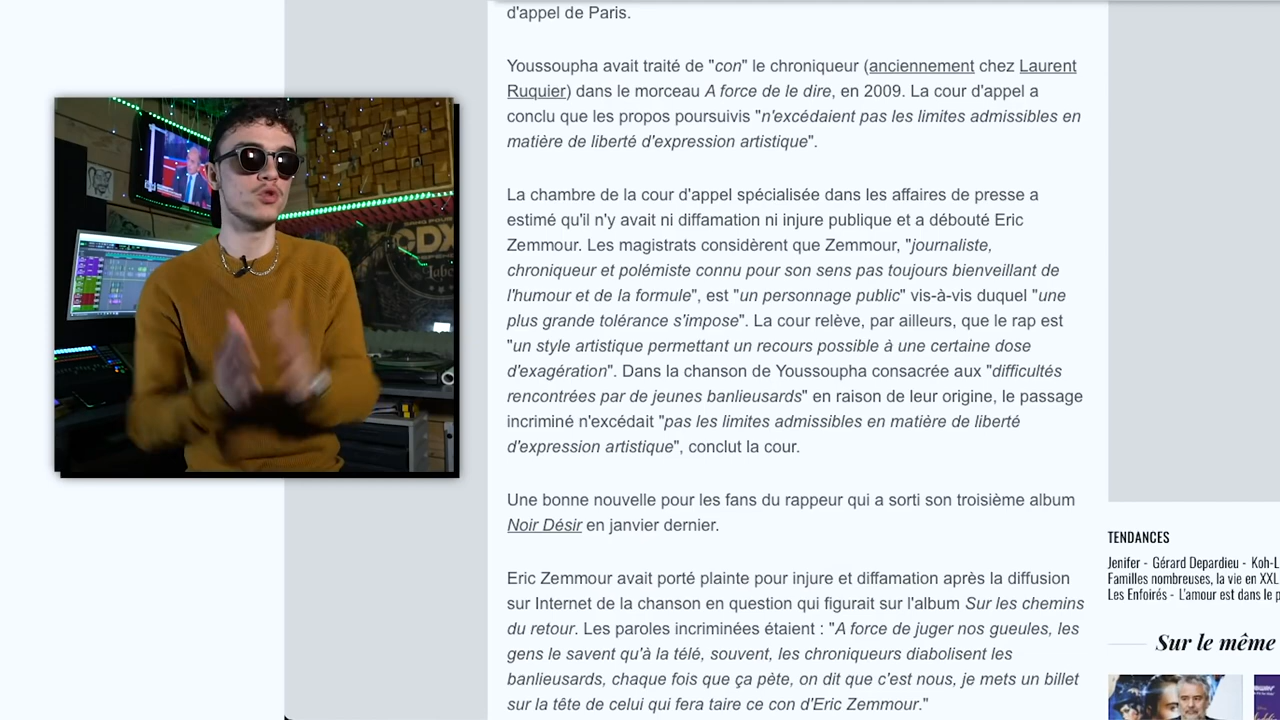 d'appel de Paris.
Youssoupha avait traité de "con" le chroniqueur (anciennement chez Laurent
Ruquier) dans le morceau A force de le dire, en 2009. La cour d'appel a
conclu que les propos poursuivis "n'excédaient pas les limites admissibles en
matière de liberté d'expression artistique".
La chambre de la cour d'appel spécialisée dans les affaires de presse a
estimé qu'il n'y avait ni diffamation ni injure publique et a débouté Eric
Zemmour. Les magistrats considèrent que Zemmour, "journaliste,
chroniqueur et polémiste connu pour son sens pas toujours bienveillant de
l'humour et de la formule", est "un personnage public" vis-à-vis duquel "une
plus grande tolérance s'impose". La cour relève, par ailleurs, que le rap est
"un style artistique permettant un recours possible à une certaine dose
d'exagération". Dans la chanson de Youssoupha consacrée aux "difficultés
rencontrées par de jeunes banlieusards" en raison de leur origine, le passage
incriminé n'excédait "pas les limites admissibles en matière de liberté
d'expression artistique", conclut la cour.
Une bonne nouvelle pour les fans du rappeur qui a sorti son troisième album
Noir Désir en janvier dernier.
Eric Zemmour avait porté plainte pour injure et diffamation après la diffusion
sur Internet de la chanson en question qui figurait sur l'album Sur les chemins
du retour. Les paroles incriminées étaient : "A force de juger nos gueules, les
gens le savent qu'à la télé, souvent, les chroniqueurs diabolisent les
banlieusards, chaque fois que ça pète, on dit que c'est nous, je mets un billet
sur la tête de celui qui fera taire ce con d'Eric Zemmour."
TENDANCES
Jenifer - Gérard Depardieu - Koh-L
Familles nombreuses, la vie en XXL
Les Enfoirés - L'amour est dans le p
Sur le même
CDX